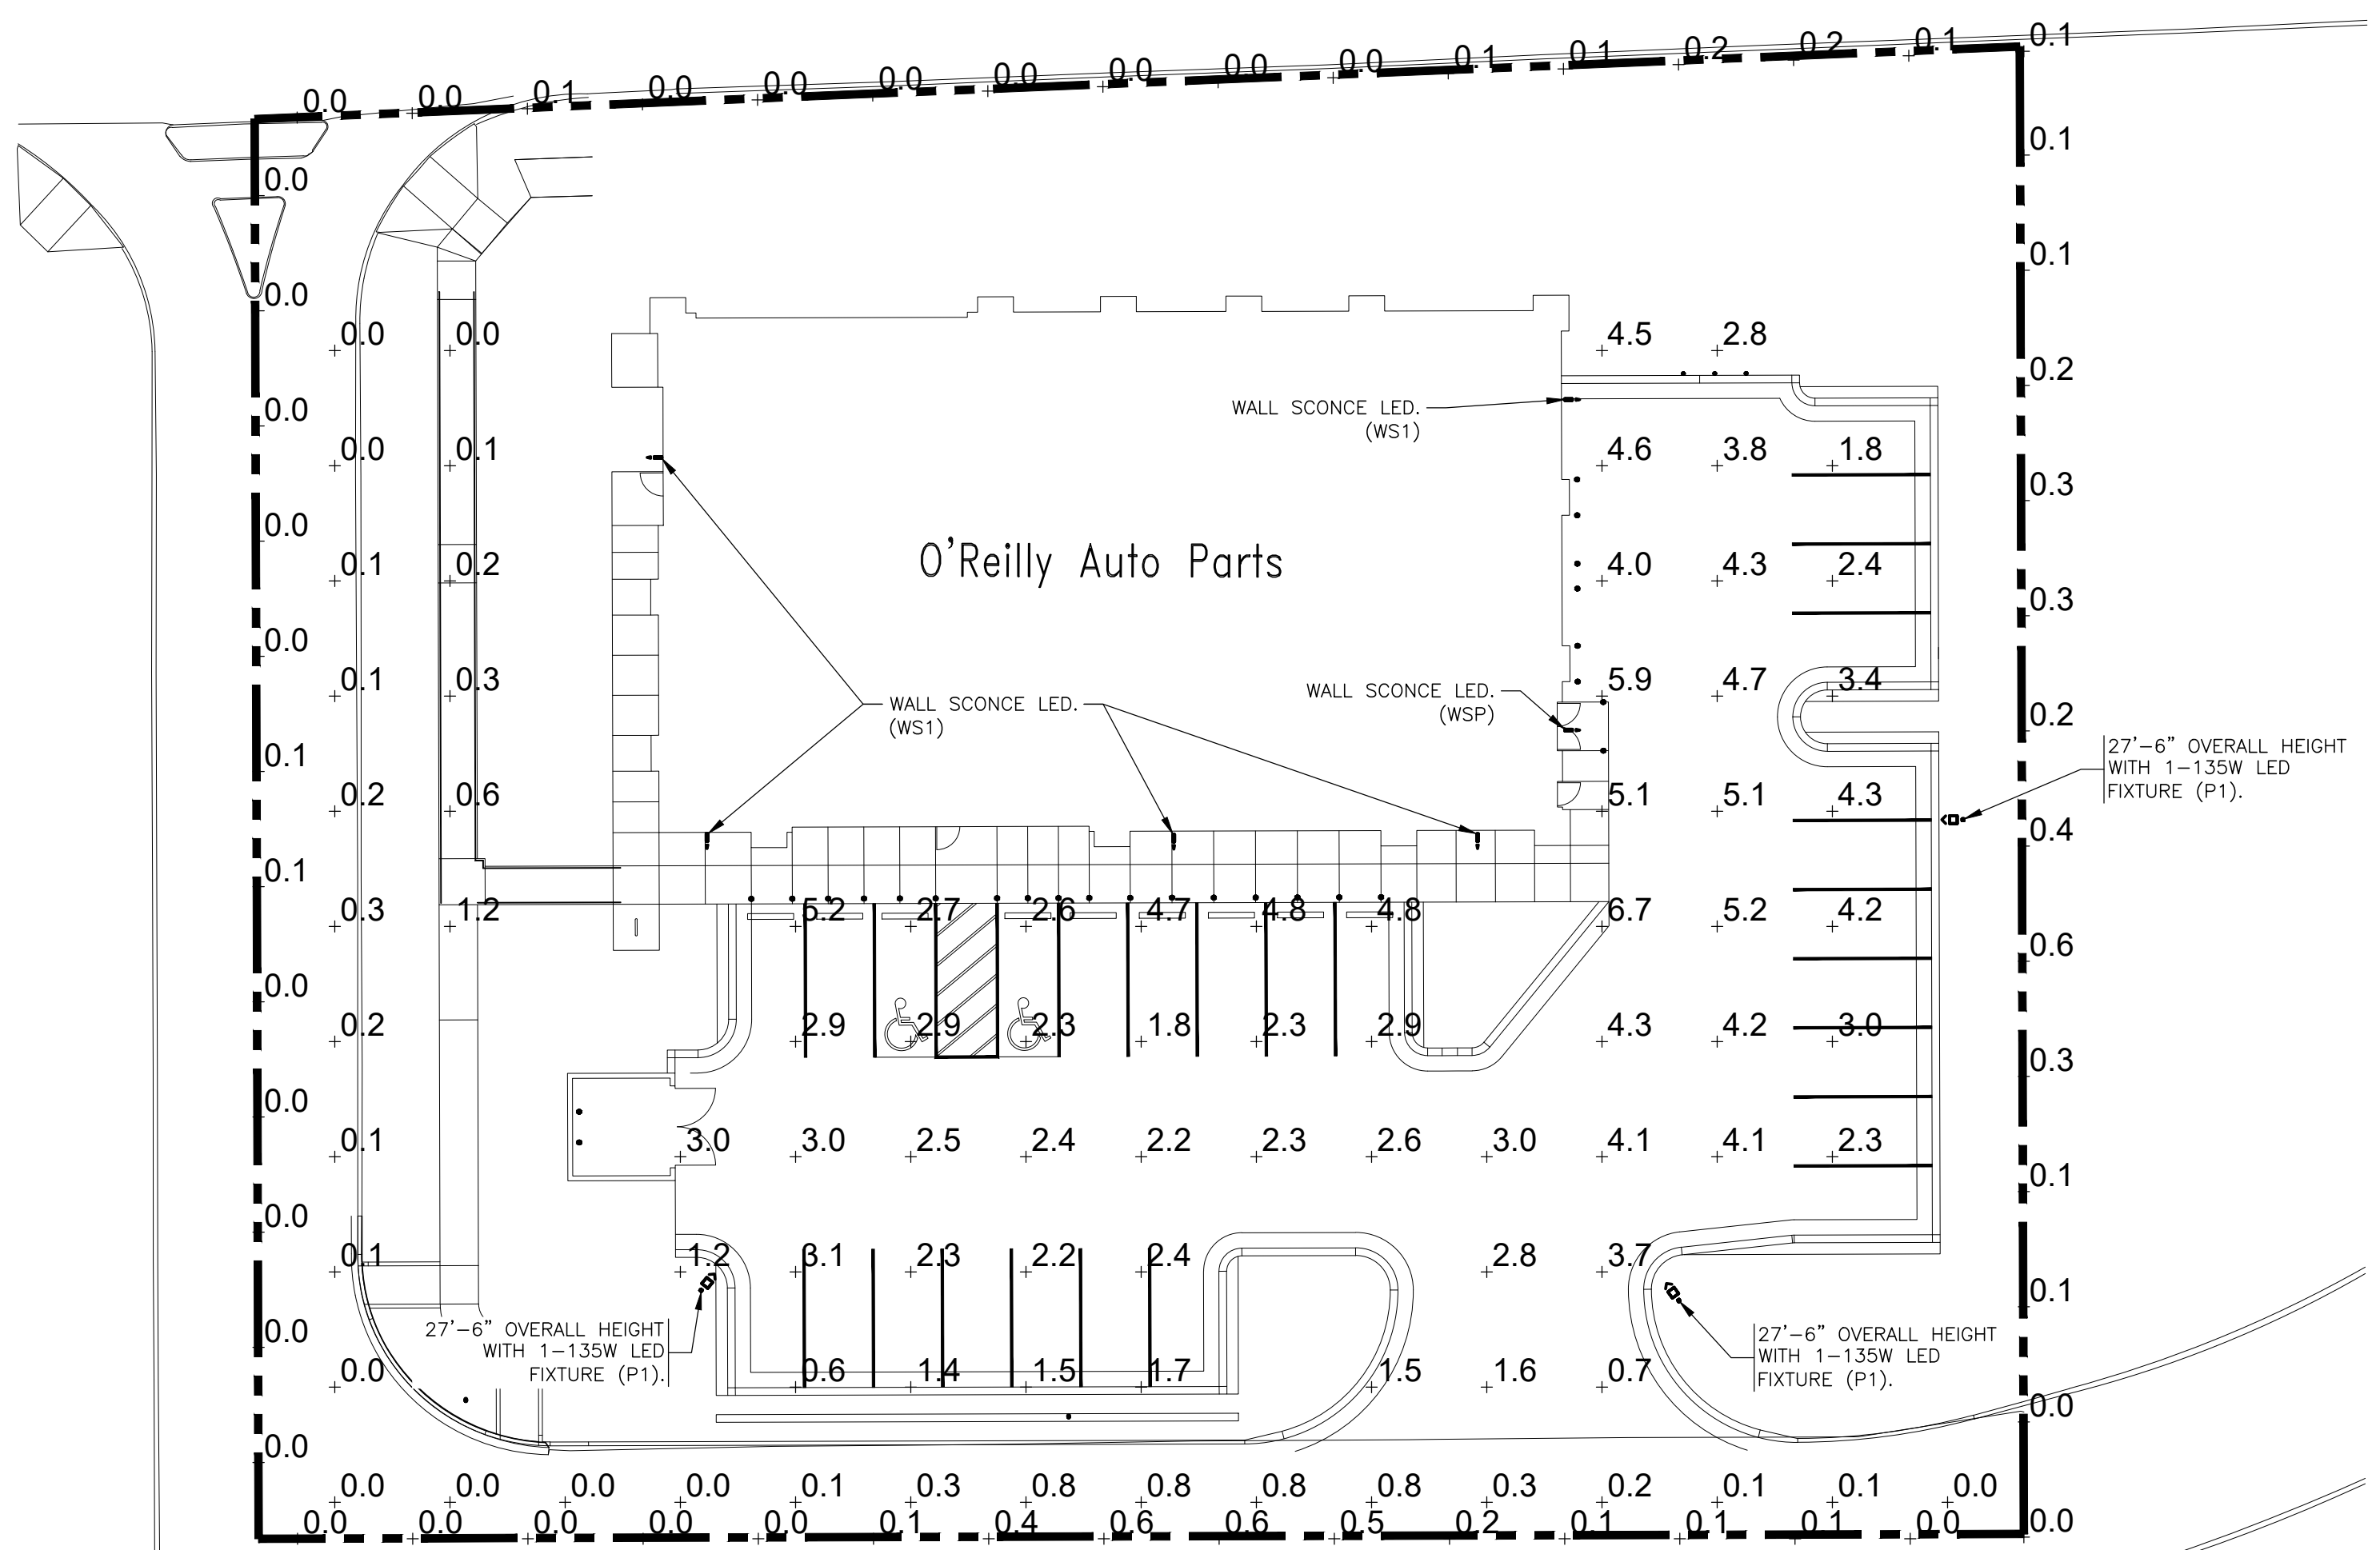 0.0 0.0 0.1 0.0 0.0 0.0 0.0 0.0 0.0 0.0 0.1 0.1 0.2 0.2 0.1 0.1
0.0 0.1
0.0 0.1
0.0 0.0 4.5 2.8
0.2
WALL SCONCE LED.
(WS1)
0.0
0.0 0.1 4.6 3.8 1.8
0.3
0.0
O'Reilly Auto Parts
0.1 0.2 4.0 4.3 2.4
0.3
0.0
0.1 0.3 5.9 4.7 3.4
WALL SCONCE LED.
(WS1)
WALL SCONCE LED.
(WSP)
0.2
27'-6" OVERALL HEIGHT
WITH 1-135W LED
FIXTURE (P1).
0.1
0.2 0.6 5.1 5.1 4.3
0.4
0.1
0.3 1.2 5.2 2.7 2.6 4.7 4.8 4.8 6.7 5.2 4.2
0.6
0.0
0.2 2.9 2.9 2.3 1.8 2.3 2.9 4.3 4.2 3.0
0.3
0.0
0.1 3.0 3.0 2.5 2.4 2.2 2.3 2.6 3.0 4.1 4.1 2.3
0.1
0.0
0.1 1.2 3.1 2.3 2.2 2.4 2.8 3.7
0.1
0.0
27'-6" OVERALL HEIGHT
WITH 1-135W LED
FIXTURE (P1).
27'-6" OVERALL HEIGHT
WITH 1-135W LED
FIXTURE (P1).
0.0 0.6 1.4 1.5 1.7 1.5 1.6 0.7
0.0
0.0
0.0 0.0 0.0 0.0 0.1 0.3 0.8 0.8 0.8 0.8 0.3 0.2 0.1 0.1 0.0
0.0 0.0 0.0 0.0 0.0 0.1 0.4 0.6 0.6 0.5 0.2 0.1 0.1 0.1 0.0 0.0